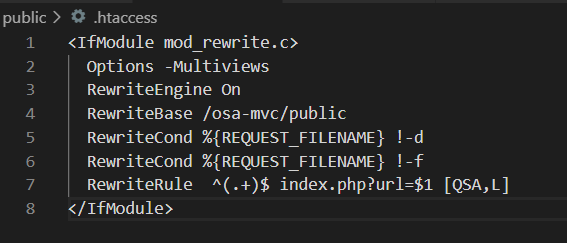 public > .htaccess
1 <IfModule mod_rewrite.c>
2   Options -Multiviews
3   RewriteEngine On
4   RewriteBase /osa-mvc/public
5   RewriteCond %{REQUEST_FILENAME} !-d
6   RewriteCond %{REQUEST_FILENAME} !-f
7   RewriteRule  ^(.+)$ index.php?url=$1 [QSA,L]
8 </IfModule>